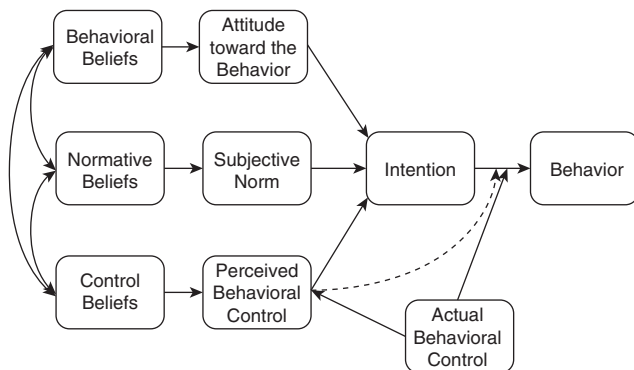 Behavioral
Beliefs
Attitude
toward the
Behavior
Normative
Beliefs
Subjective
Norm
Intention
Behavior
Control
Beliefs
Perceived
Behavioral
Control
Actual
Behavioral
Control